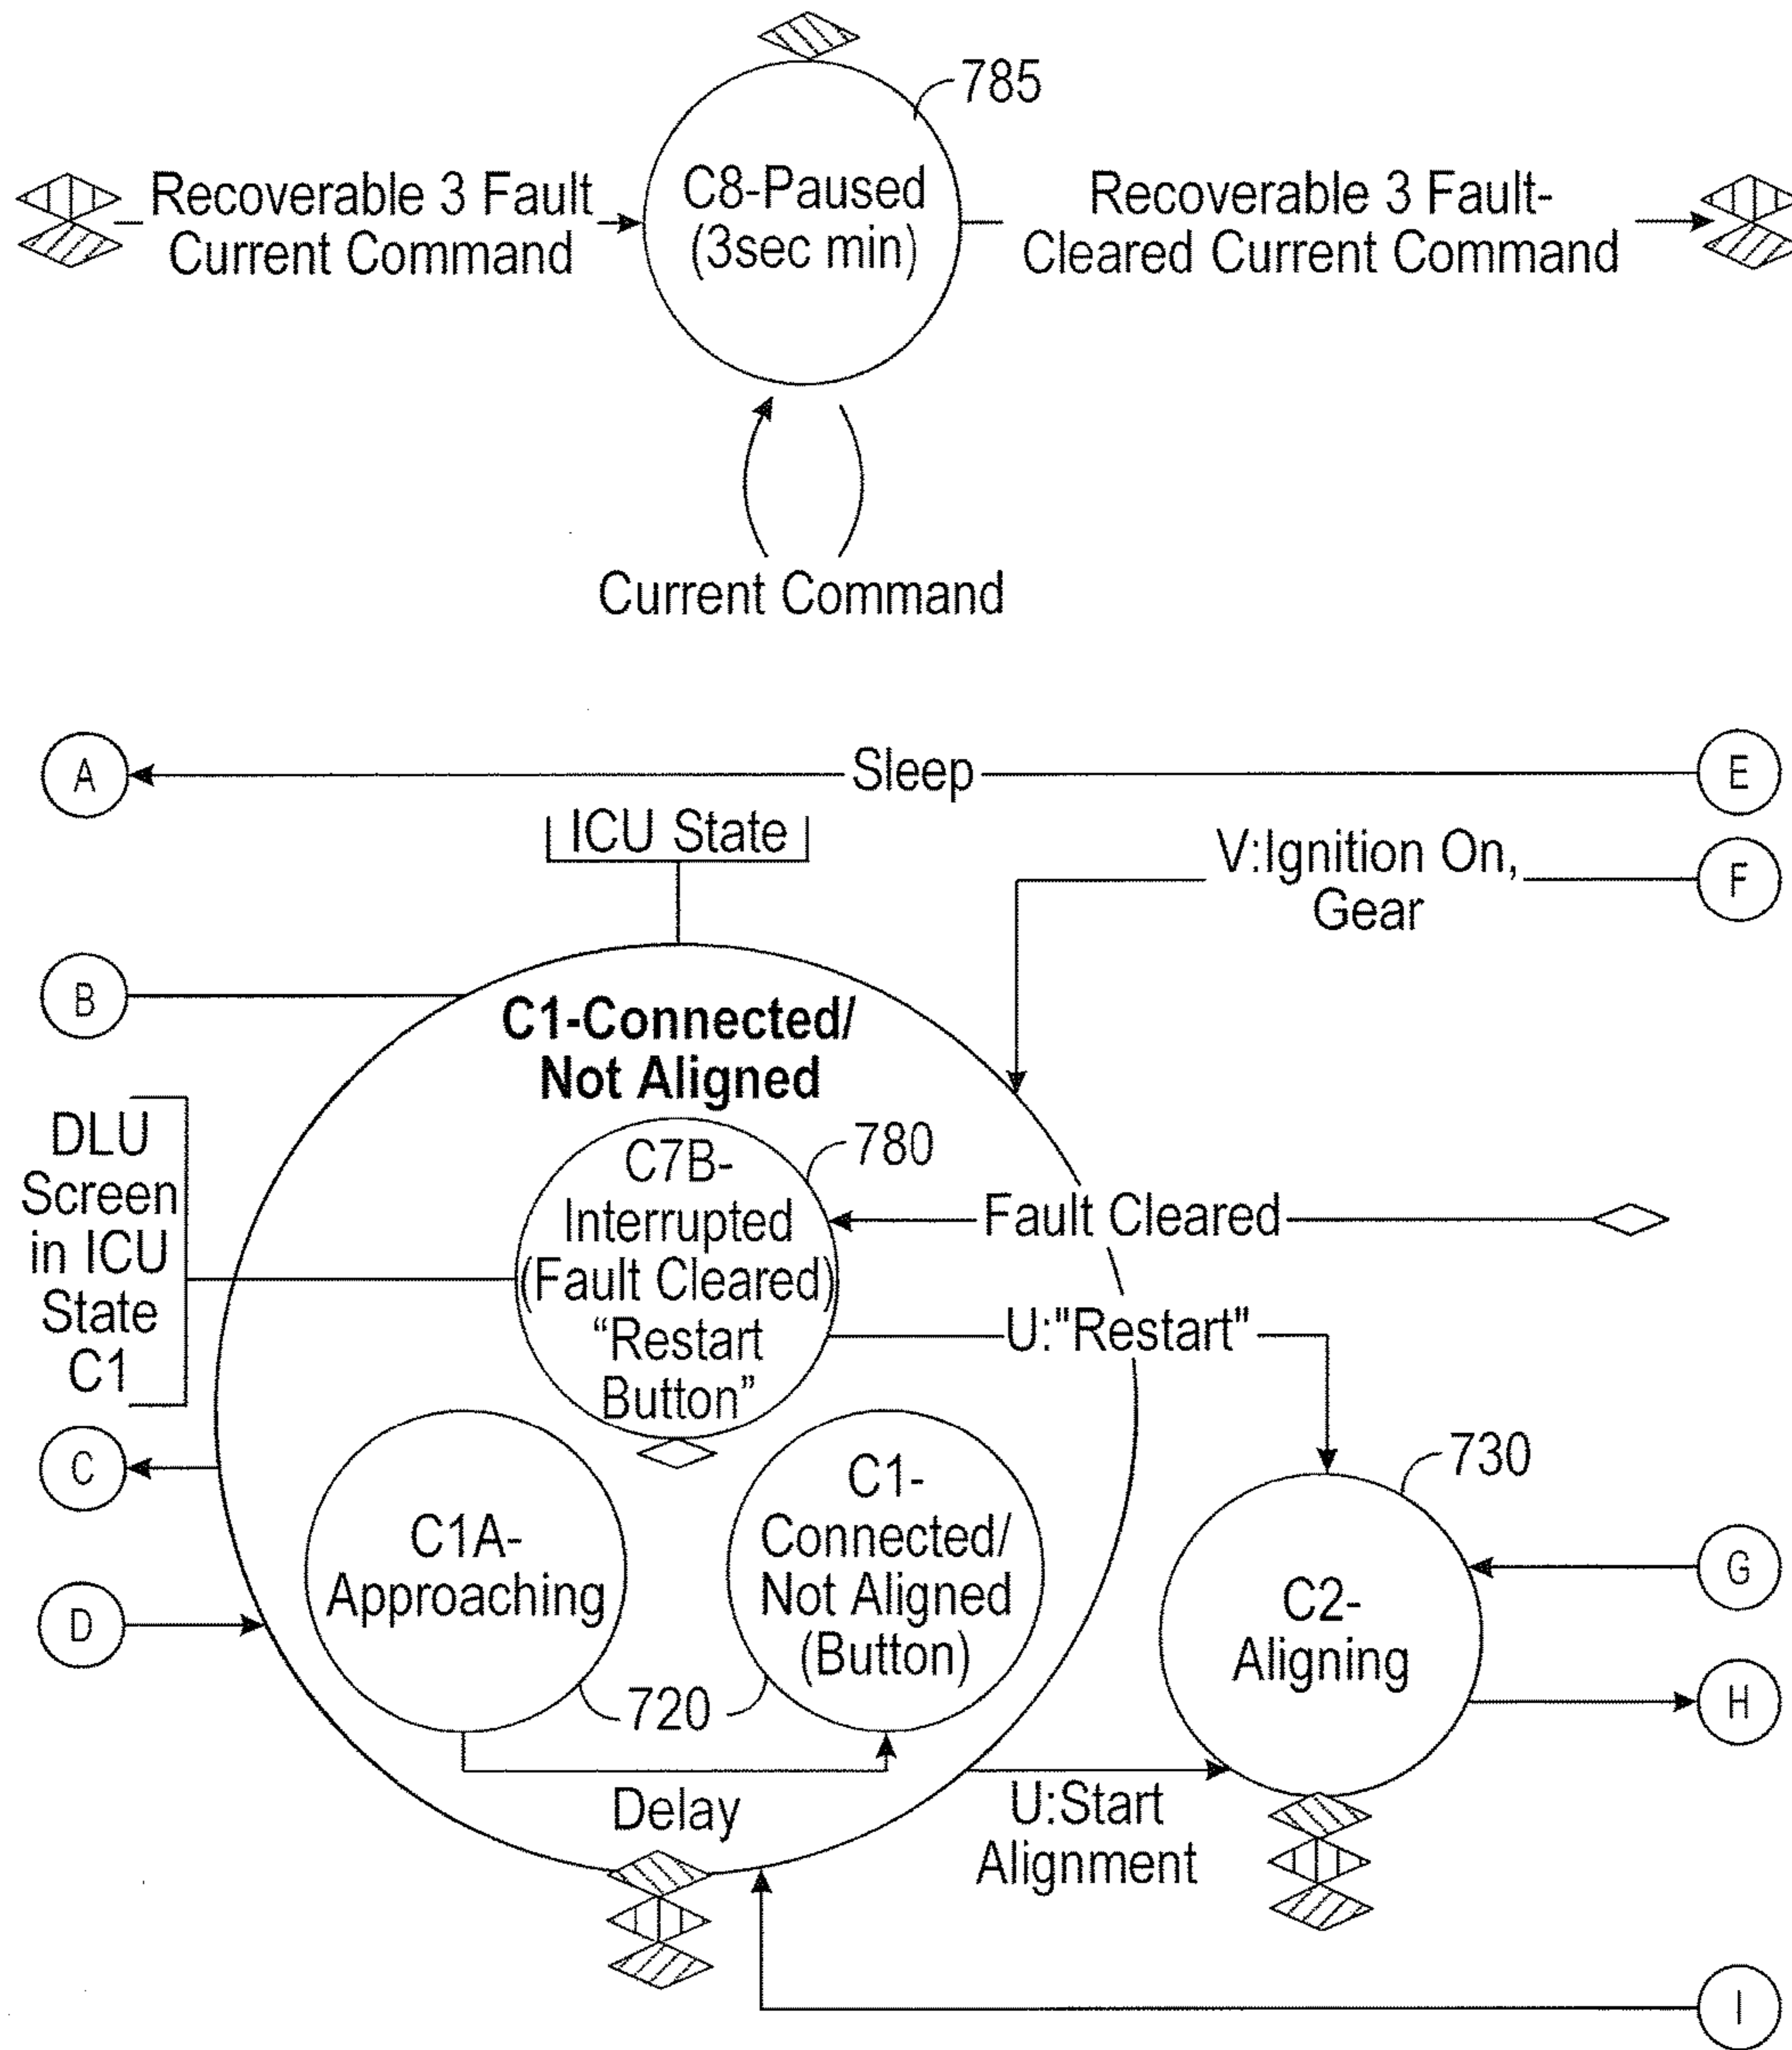 785
Recoverable 3 Fault
Current Command
C8-Paused
(3sec min)
Recoverable 3 Fault-
Cleared Current Command
Current Command
A
Sleep
E
ICU State
V:Ignition On,
Gear
F
B
C1-Connected/
Not Aligned
DLU
Screen
in ICU
State
C1
C7B-
Interrupted
(Fault Cleared)
“Restart
Button”
780
Fault Cleared
U:"Restart"
730
C
C1A-
Approaching
C1-
Connected/
Not Aligned
(Button)
C2-
Aligning
G
D
720
H
Delay
U:Start
Alignment
I